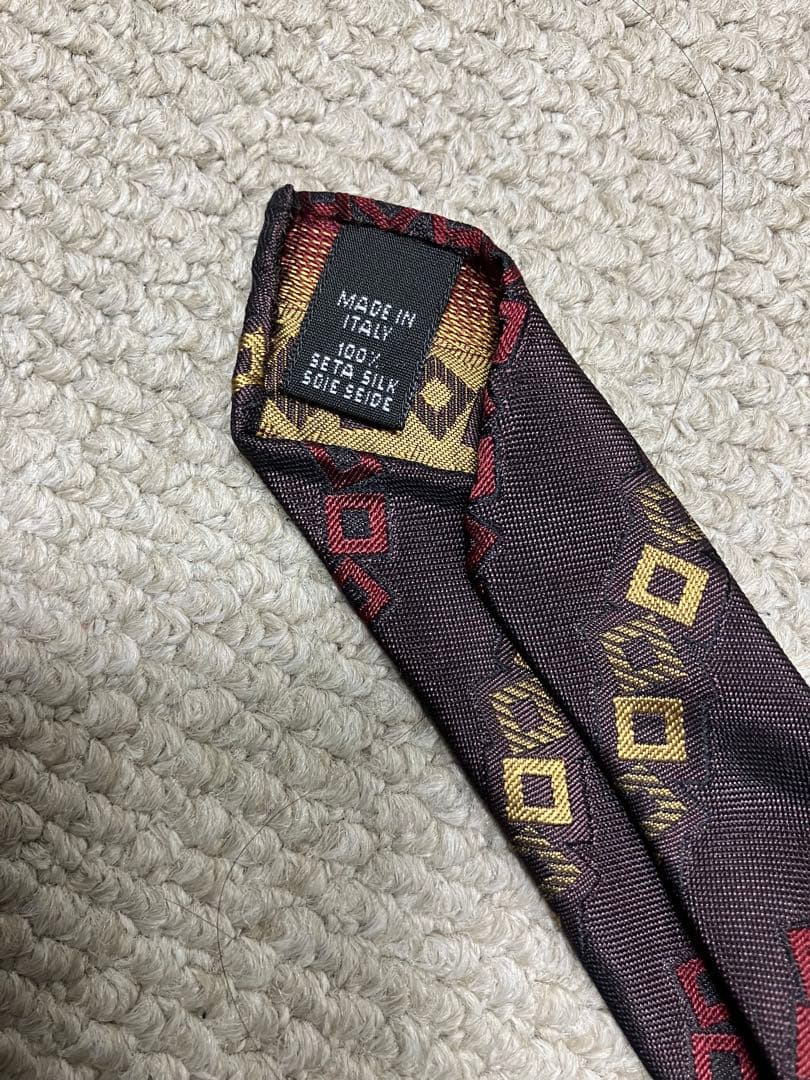 MADE IN
ITALY
100%
SETA SILK
SOIE SEIDE